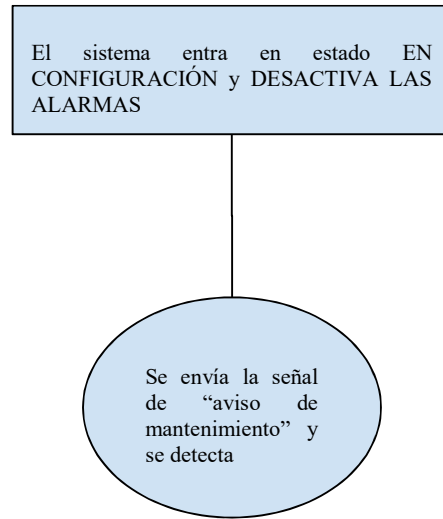 El sistema entra en estado EN
CONFIGURACIÓN y DESACTIVA LAS
ALARMAS
Se envía la señal
de “aviso de
mantenimiento” y
se detecta